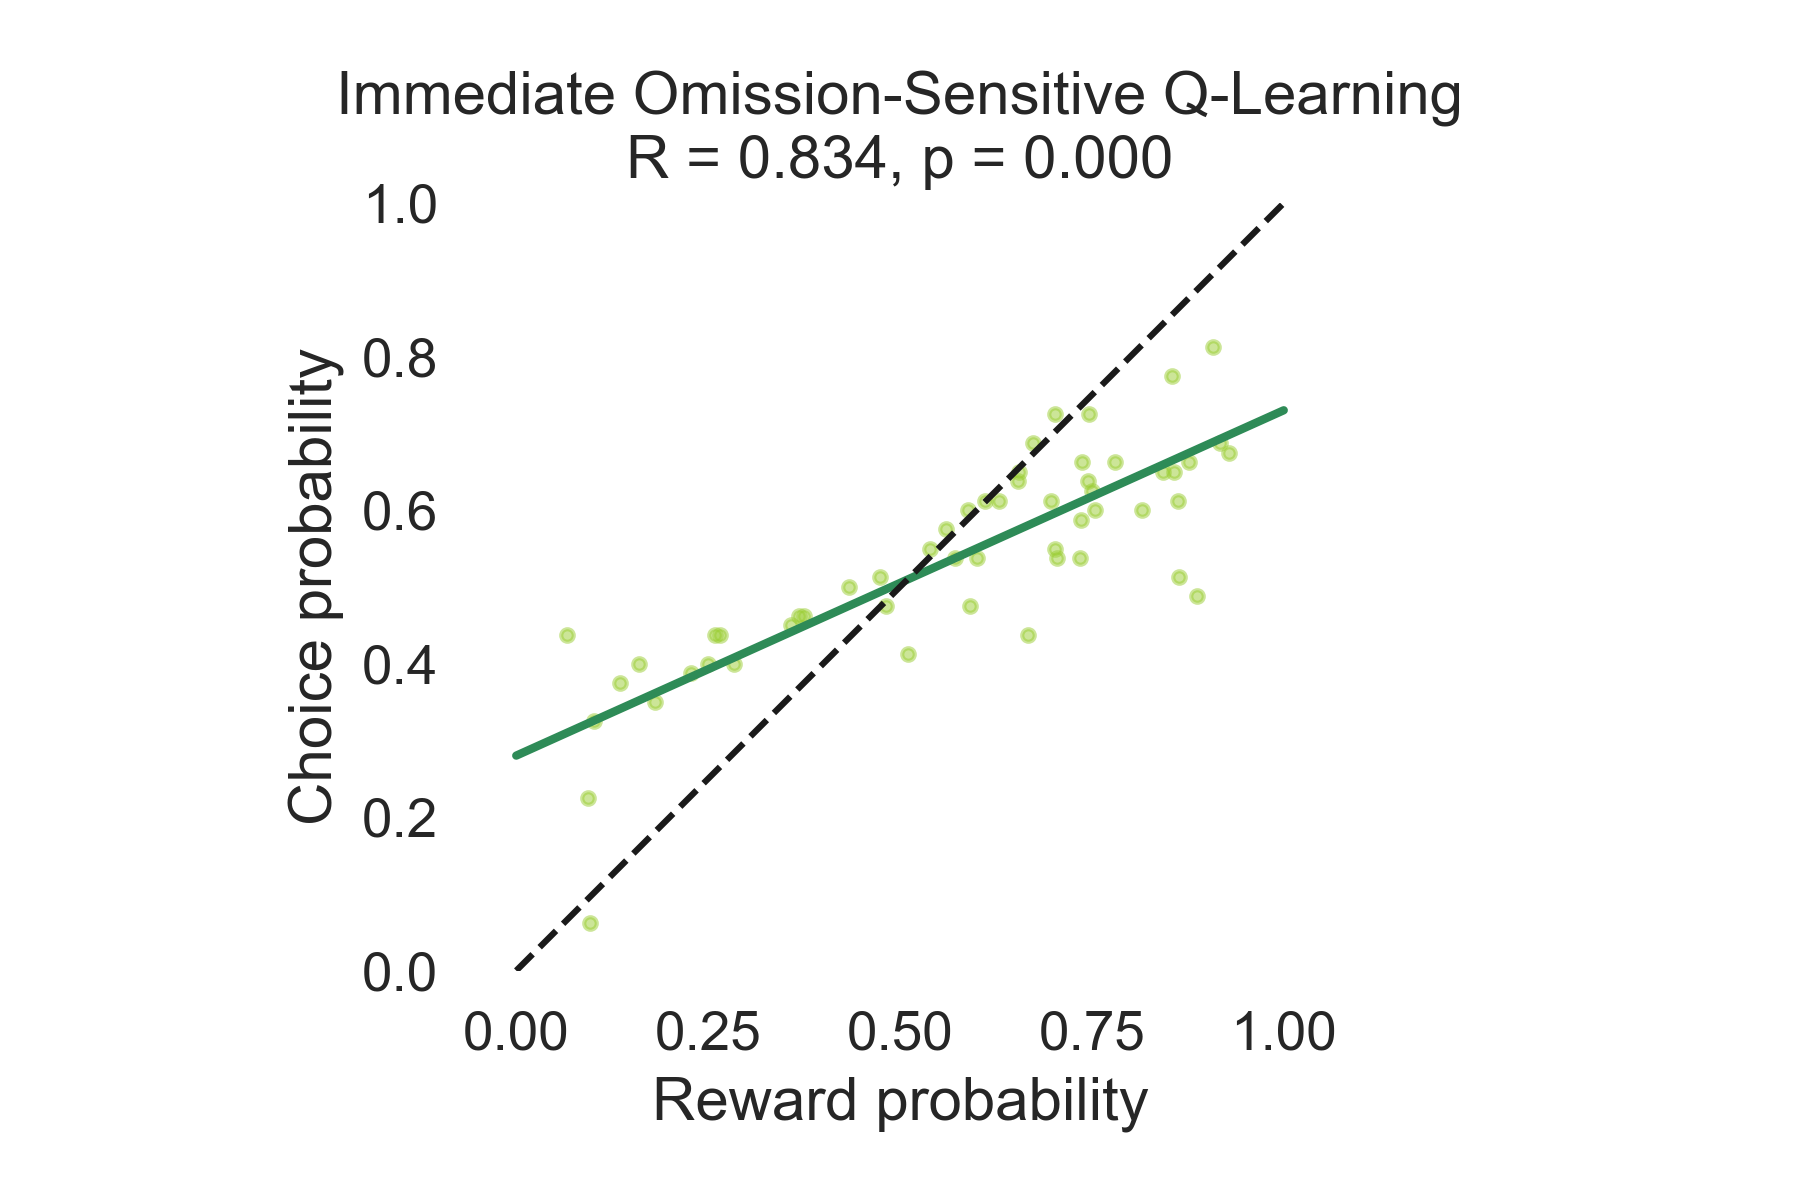 Immediate Omission-Sensitive Q-Learning
R = 0.834, p = 0.000
1.0
0.8
0.6
0.4
0.2
0.0
Choice probability
0.00 0.25 0.50 0.75 1.00
Reward probability